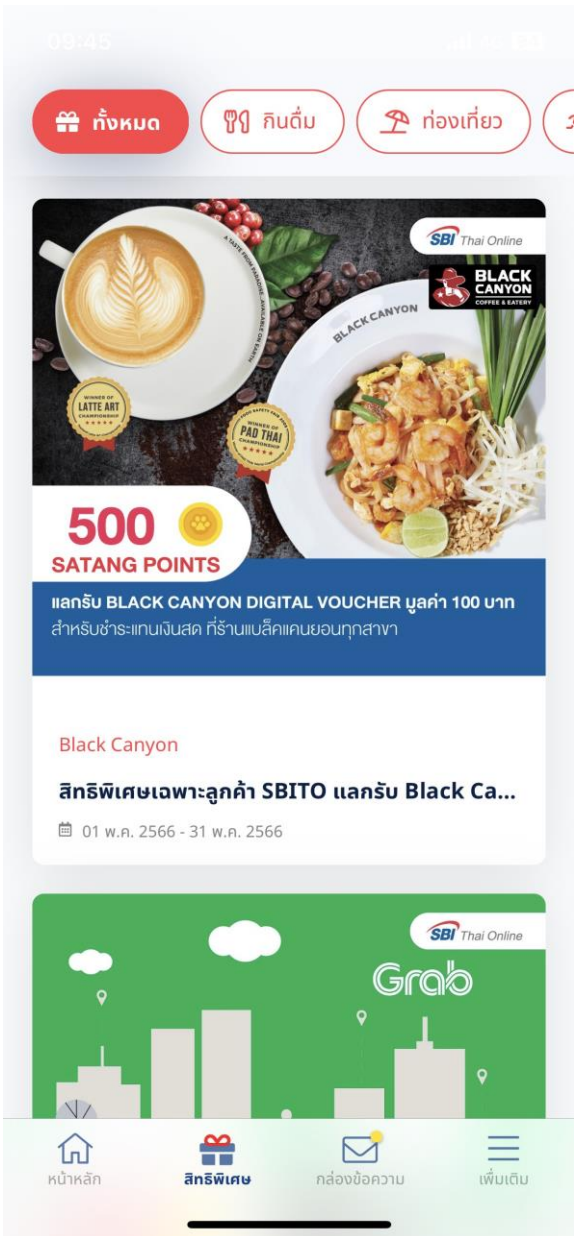 09:45
ทั้งหมด
กินดื่ม
ท่องเที่ยว
SBI Thai Online
BLACK
CANYON
COFFEE & EATERY
A TASTE FROM PARADISE...AVAILABLE ON EARTH
BLACK CANYON
WINNER OF
LATTE ART
CHAMPIONSHIP
WINNER OF
PAD THAI
CHAMPIONSHIP
500
SATANG POINTS
แลกรับ BLACK CANYON DIGITAL VOUCHER มูลค่า 100 บาท
สำหรับชำระแทนเงินสด ที่ร้านแบล็คแคนยอนทุกสาขา
Black Canyon
สิทธิพิเศษเฉพาะลูกค้า SBITO แลกรับ Black Ca...
01 พ.ค. 2566 - 31 พ.ค. 2566
SBI Thai Online
Grab
หน้าหลัก
สิทธิพิเศษ
กล่องข้อความ
เพิ่มเติม